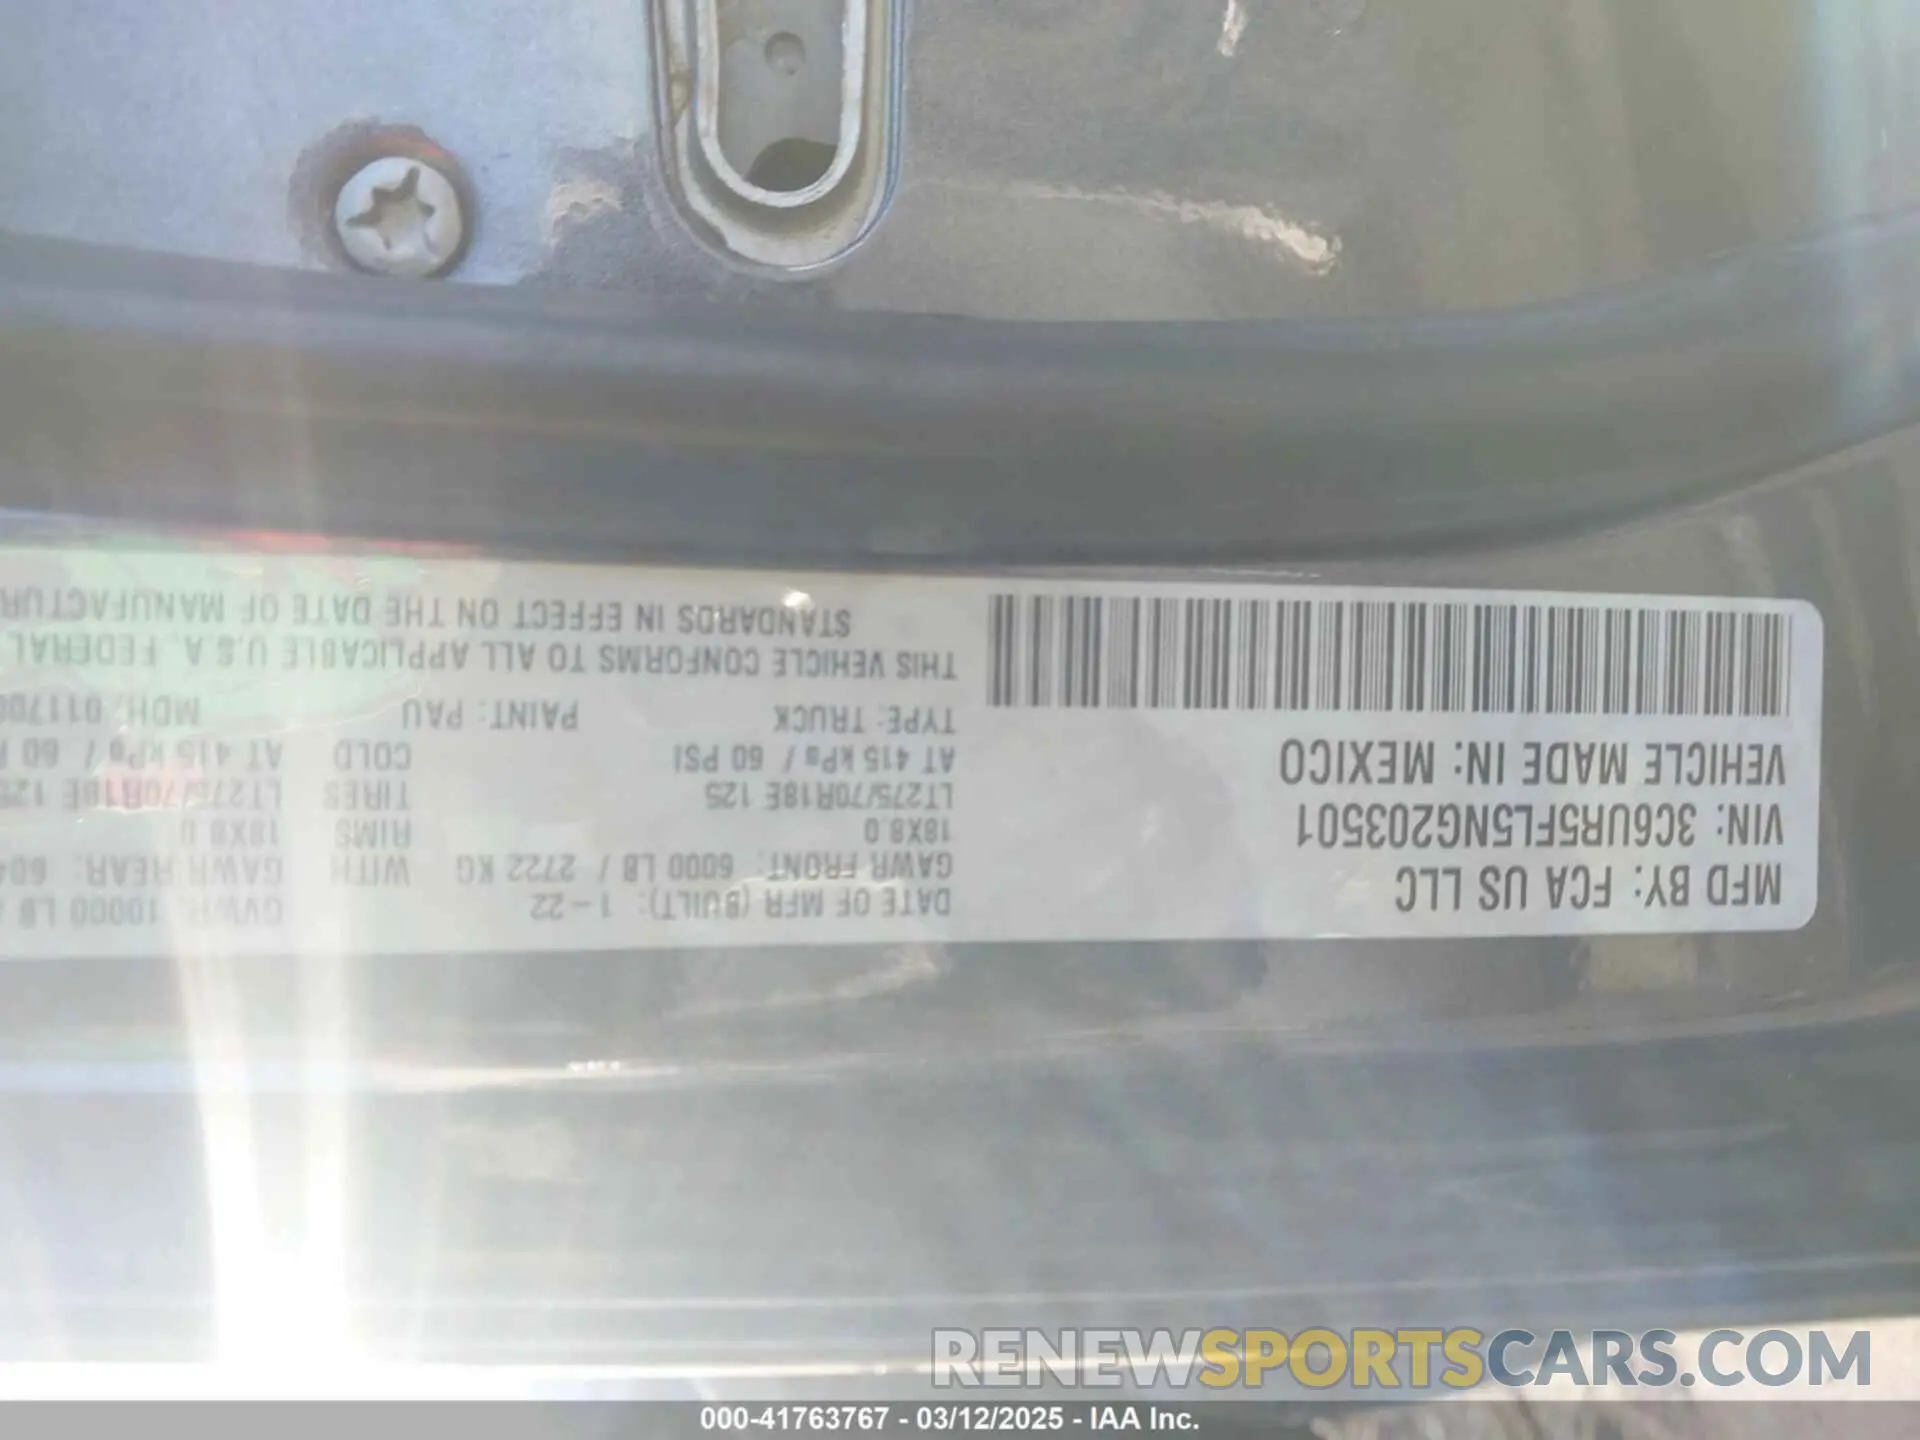 MFD BY: FCA US LLC
VIN: 3C6UR5FL5NG203501
VEHICLE MADE IN: MEXICO
DATE OF MFR (BUILT): 1-22 GVWR: 10000 LB
GAWR FRONT: 6000 LB / 2722 KG WITH GAWR REAR:
18X8.0 RIMS 18X8.0
LT275/70R18E 125 TIRES LT275/70R18E 125
AT 415 kPa / 60 PSI COLD AT 415 kPa / 60
TYPE: TRUCK PAINT: PAU MDH:
THIS VEHICLE CONFORMS TO ALL APPLICABLE U.S.A. FEDERAL
STANDARDS IN EFFECT ON THE DATE OF MANUFACTUR
RENEWSPORTSCARS.COM
000-41763767 - 03/12/2025 - IAA Inc.